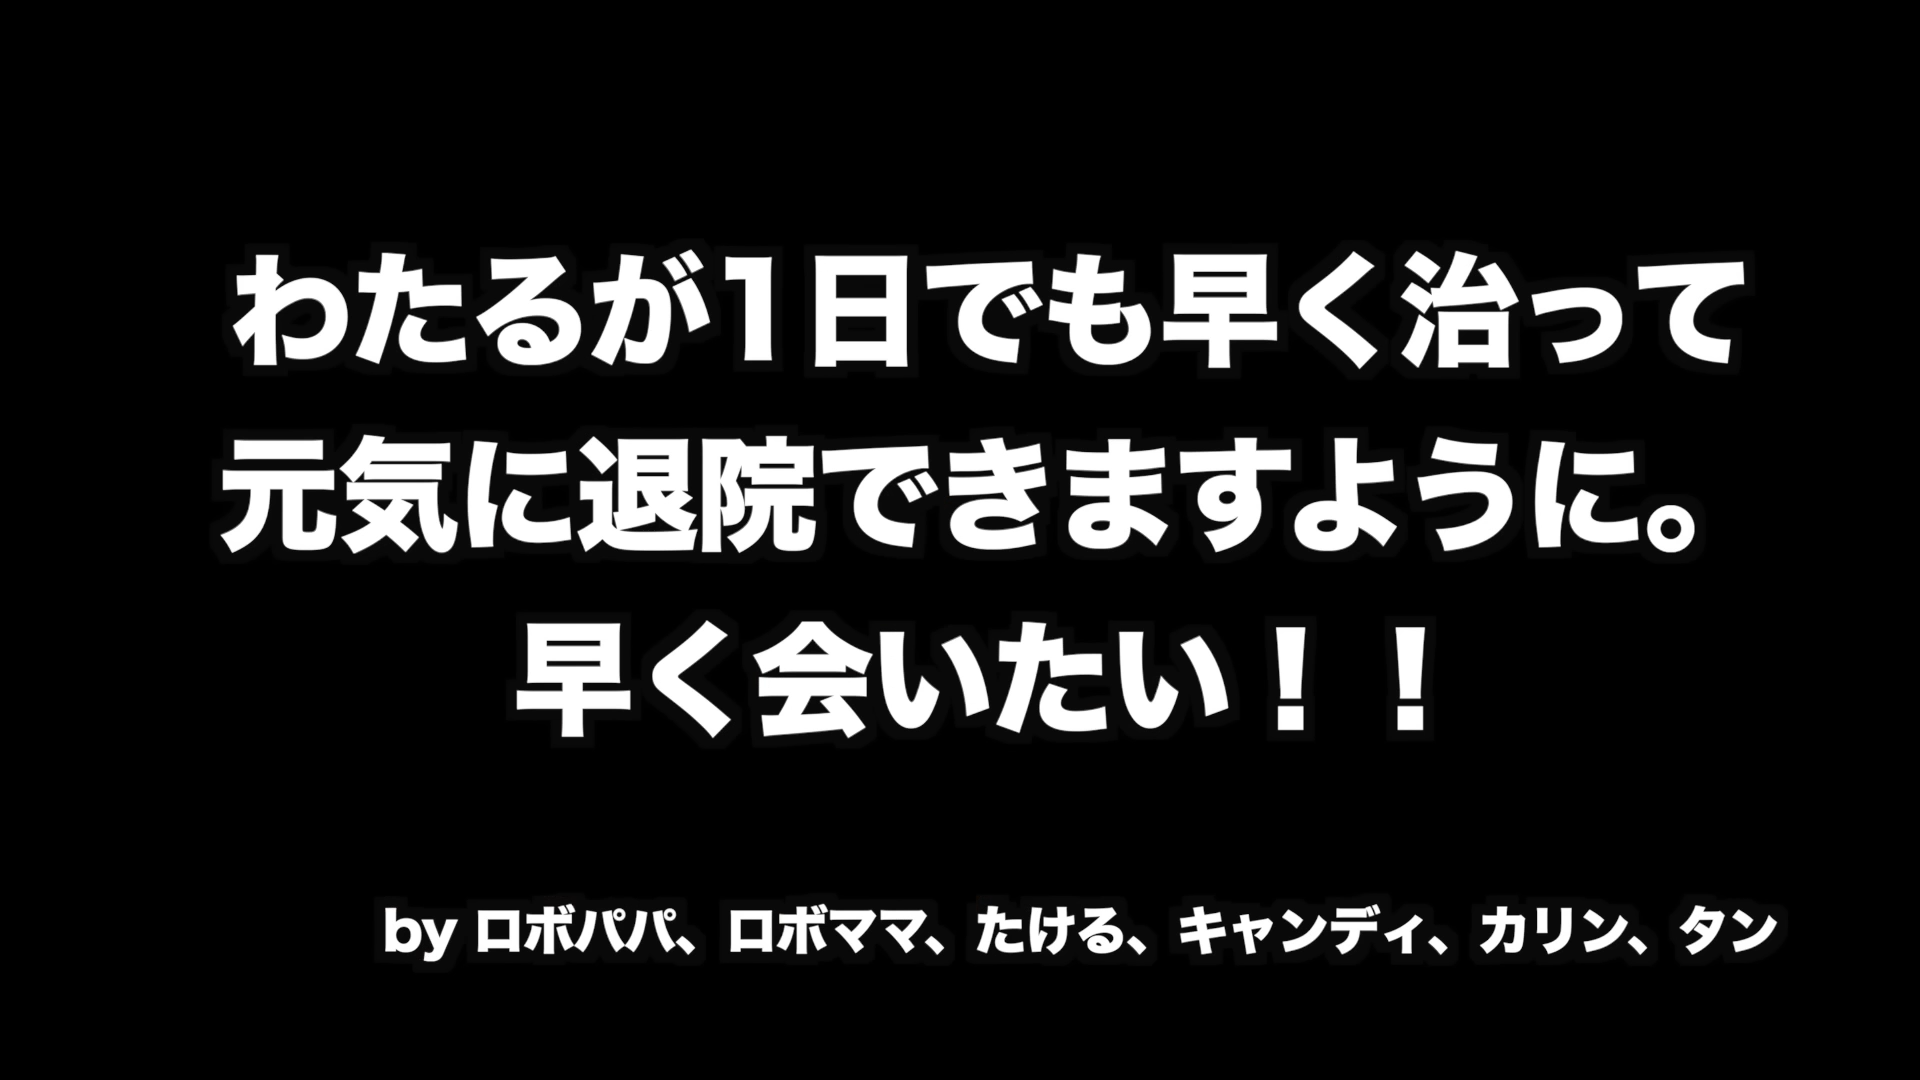 わたるが1日でも早く治って
元気に退院できますように。
早く会いたい！！
by ロボパパ、ロボママ、たける、キャンディ、カリン、タン